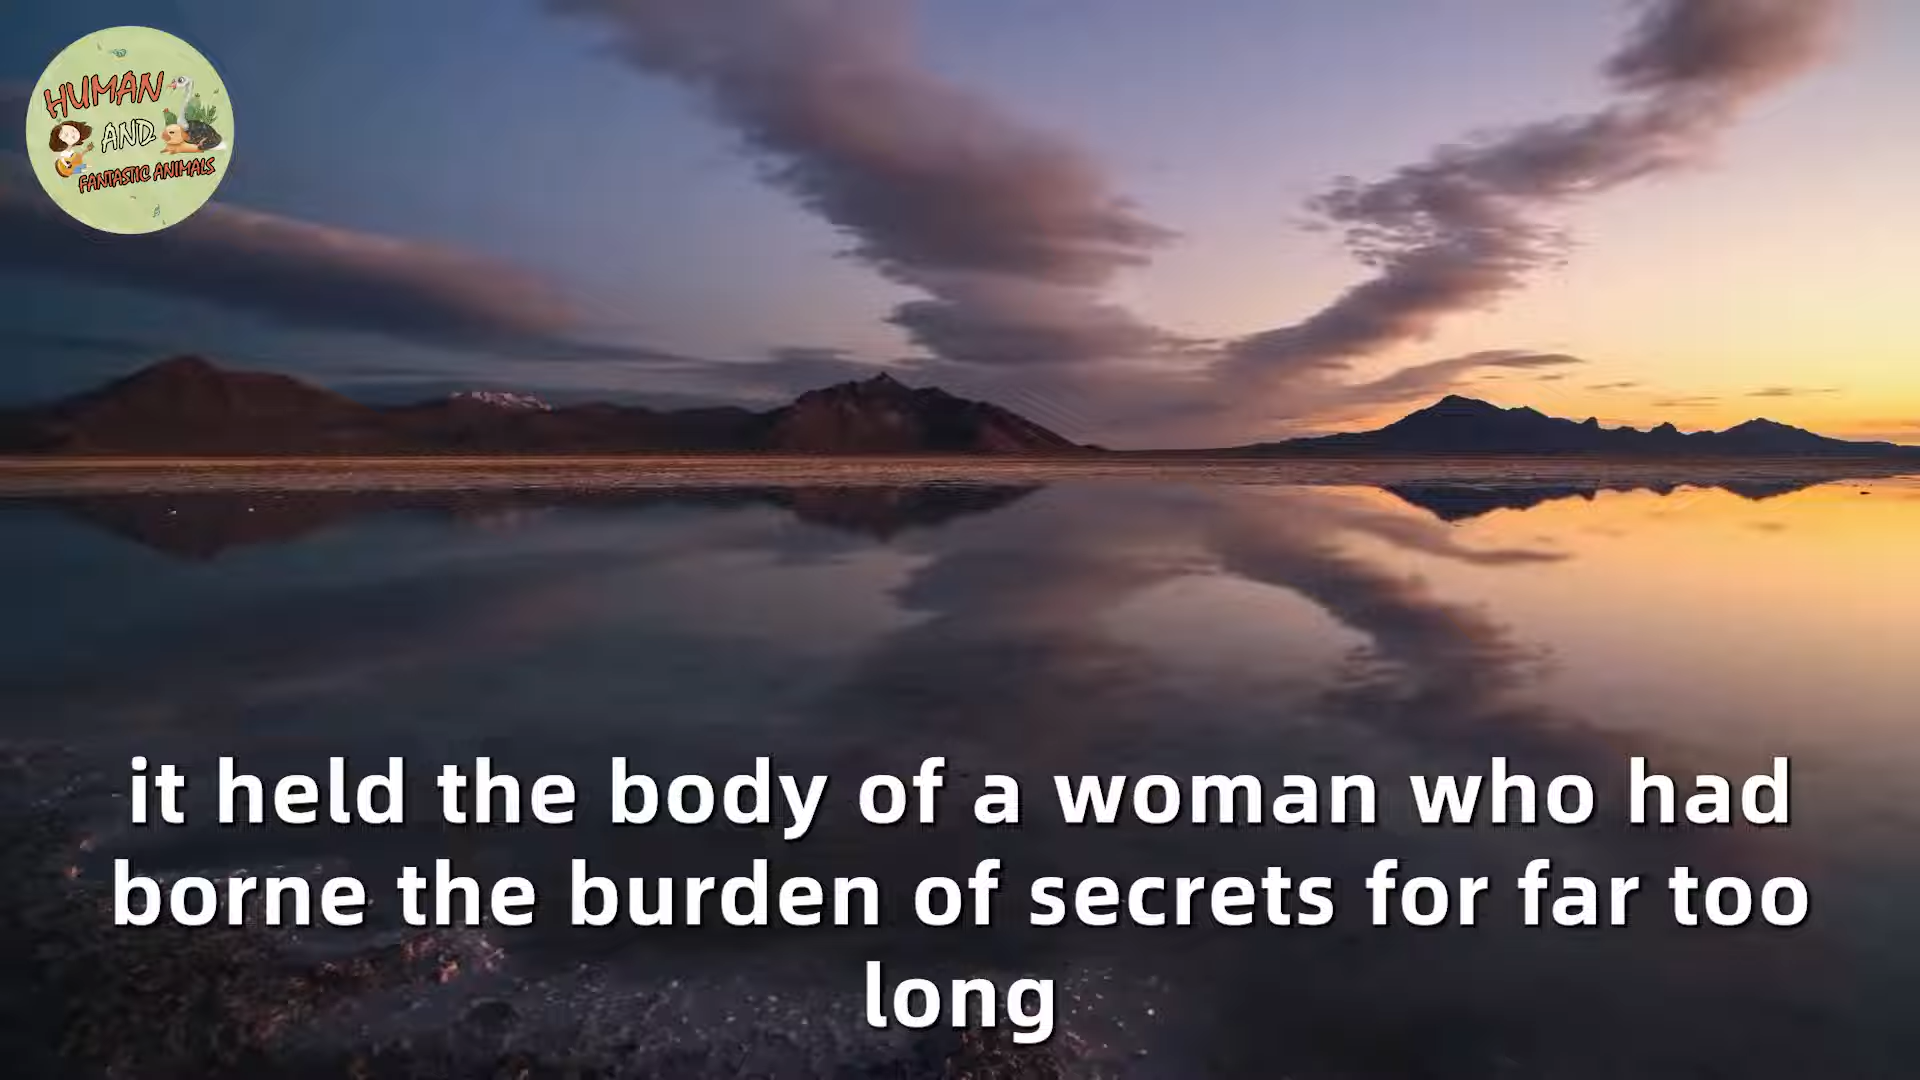 HUMAN
AND
FANTASTIC ANIMALS
it held the body of a woman who had
borne the burden of secrets for far too
long